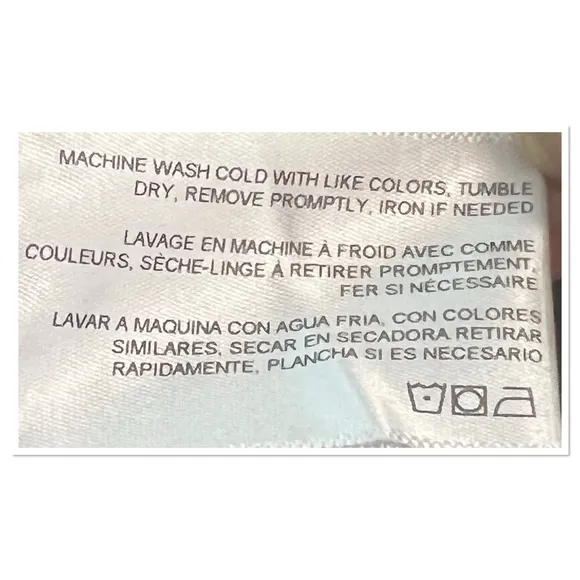 MACHINE WASH COLD WITH LIKE COLORS, TUMBLE
DRY, REMOVE PROMPTLY, IRON IF NEEDED
LAVAGE EN MACHINE À FROID AVEC COMME
COULEURS, SÈCHE-LINGE À RETIRER PROMPTEMENT,
FER SI NÉCESSAIRE
LAVAR A MAQUINA CON AGUA FRIA, CON COLORES
SIMILARES, SECAR EN SECADORA RETIRAR
RAPIDAMENTE, PLANCHA SI ES NECESARIO